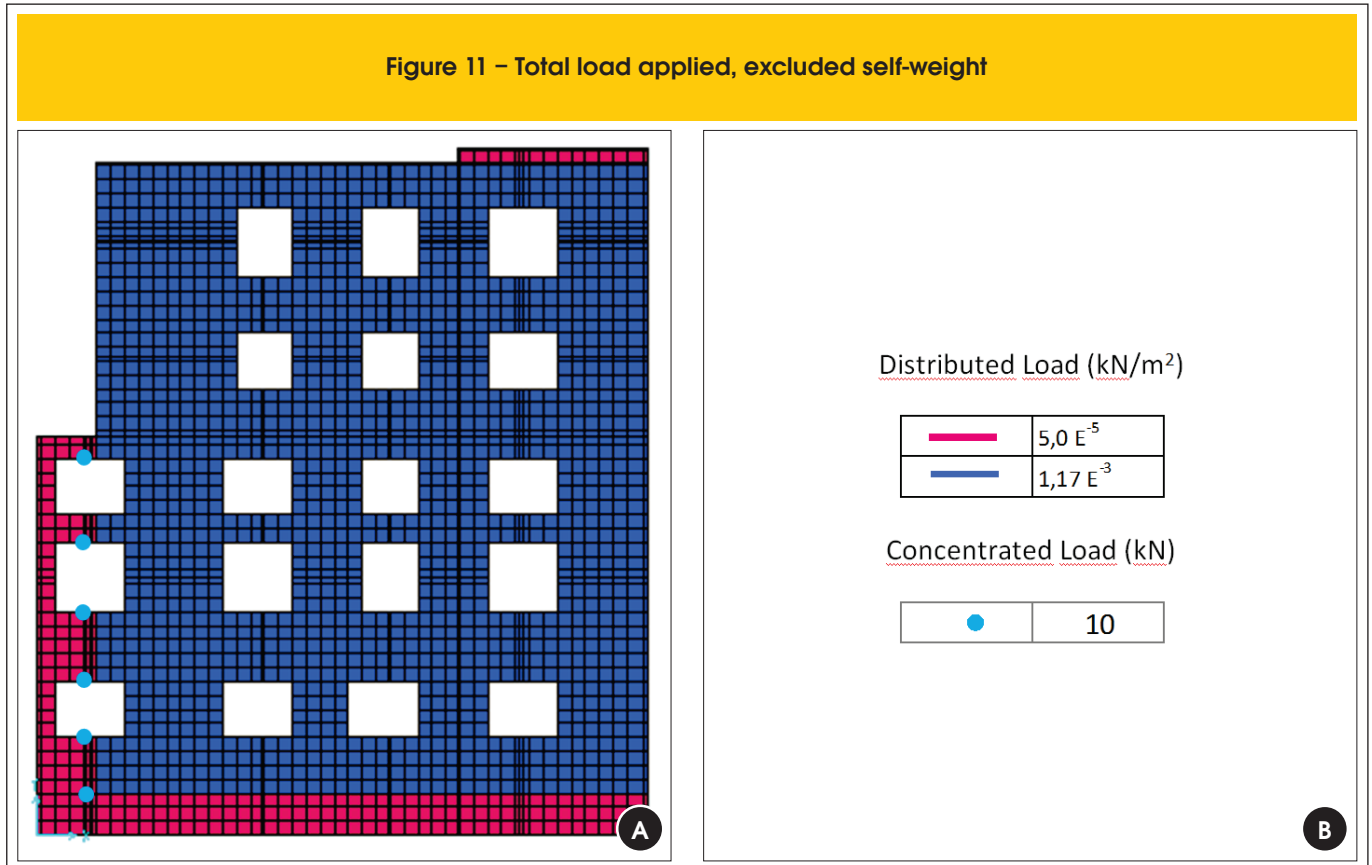 Figure 11 – Total load applied, excluded self-weight
Y
X
A
Distributed Load (kN/m²)
5,0 E⁻⁵
1,17 E⁻³
Concentrated Load (kN)
10
B